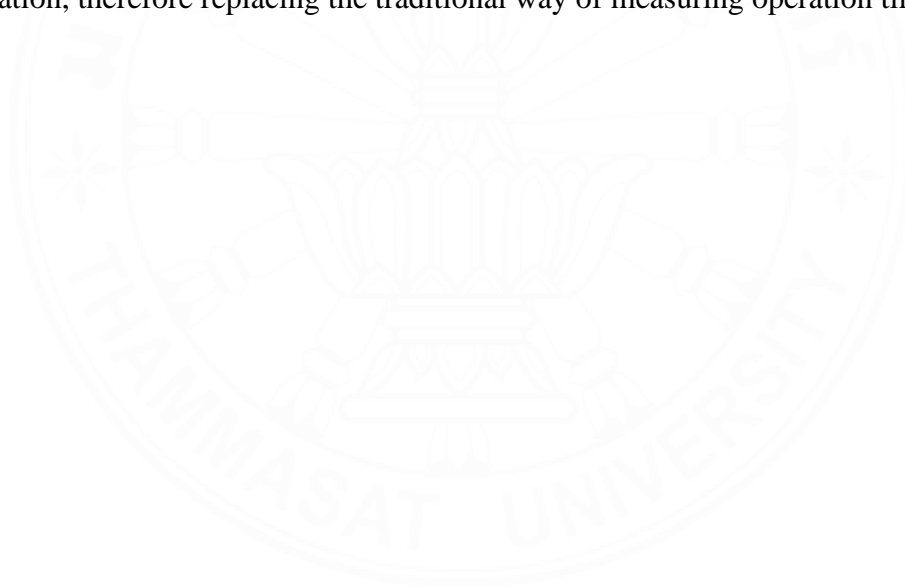 ation, therefore replacing the traditional way of measuring operation
THAMMASAT UNIVERSITY